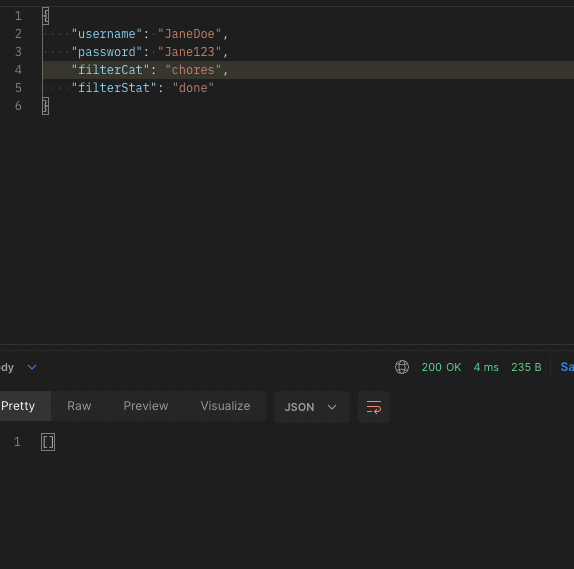 1 {
2 "username": "JaneDoe",
3 "password": "Jane123",
4 "filterCat": "chores",
5 "filterStat": "done"
6 }
dy 200 OK 4 ms 235 B Sa
Pretty Raw Preview Visualize JSON
1 []